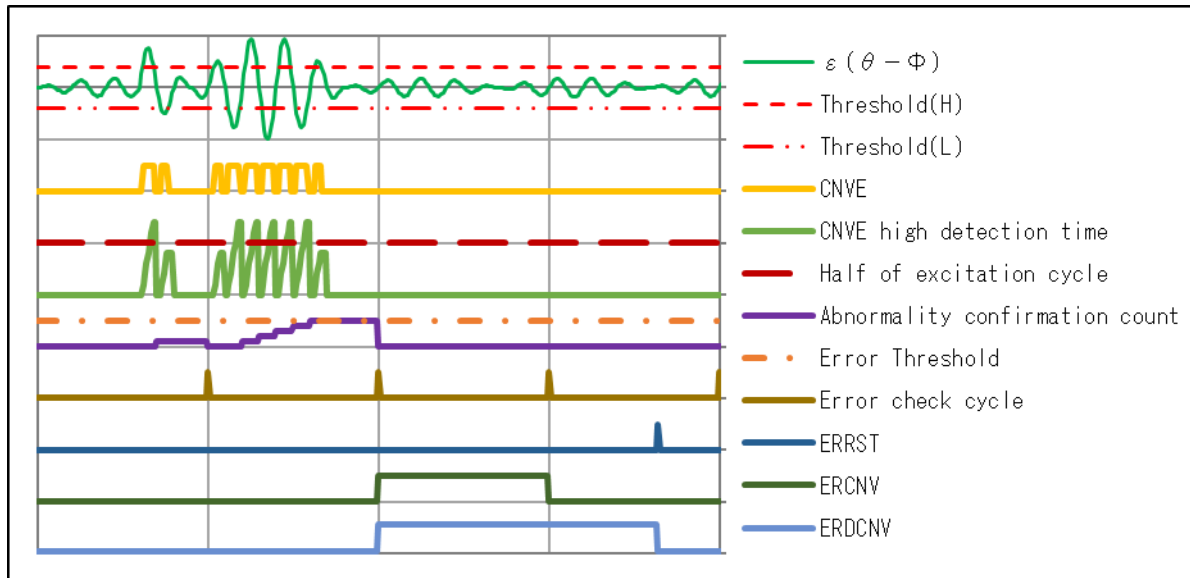 ε(θ－Φ)
Threshold(H)
Threshold(L)
CNVE
CNVE high detection time
Half of excitation cycle
Abnormality confirmation count
Error Threshold
Error check cycle
ERRST
ERCNV
ERDCNV